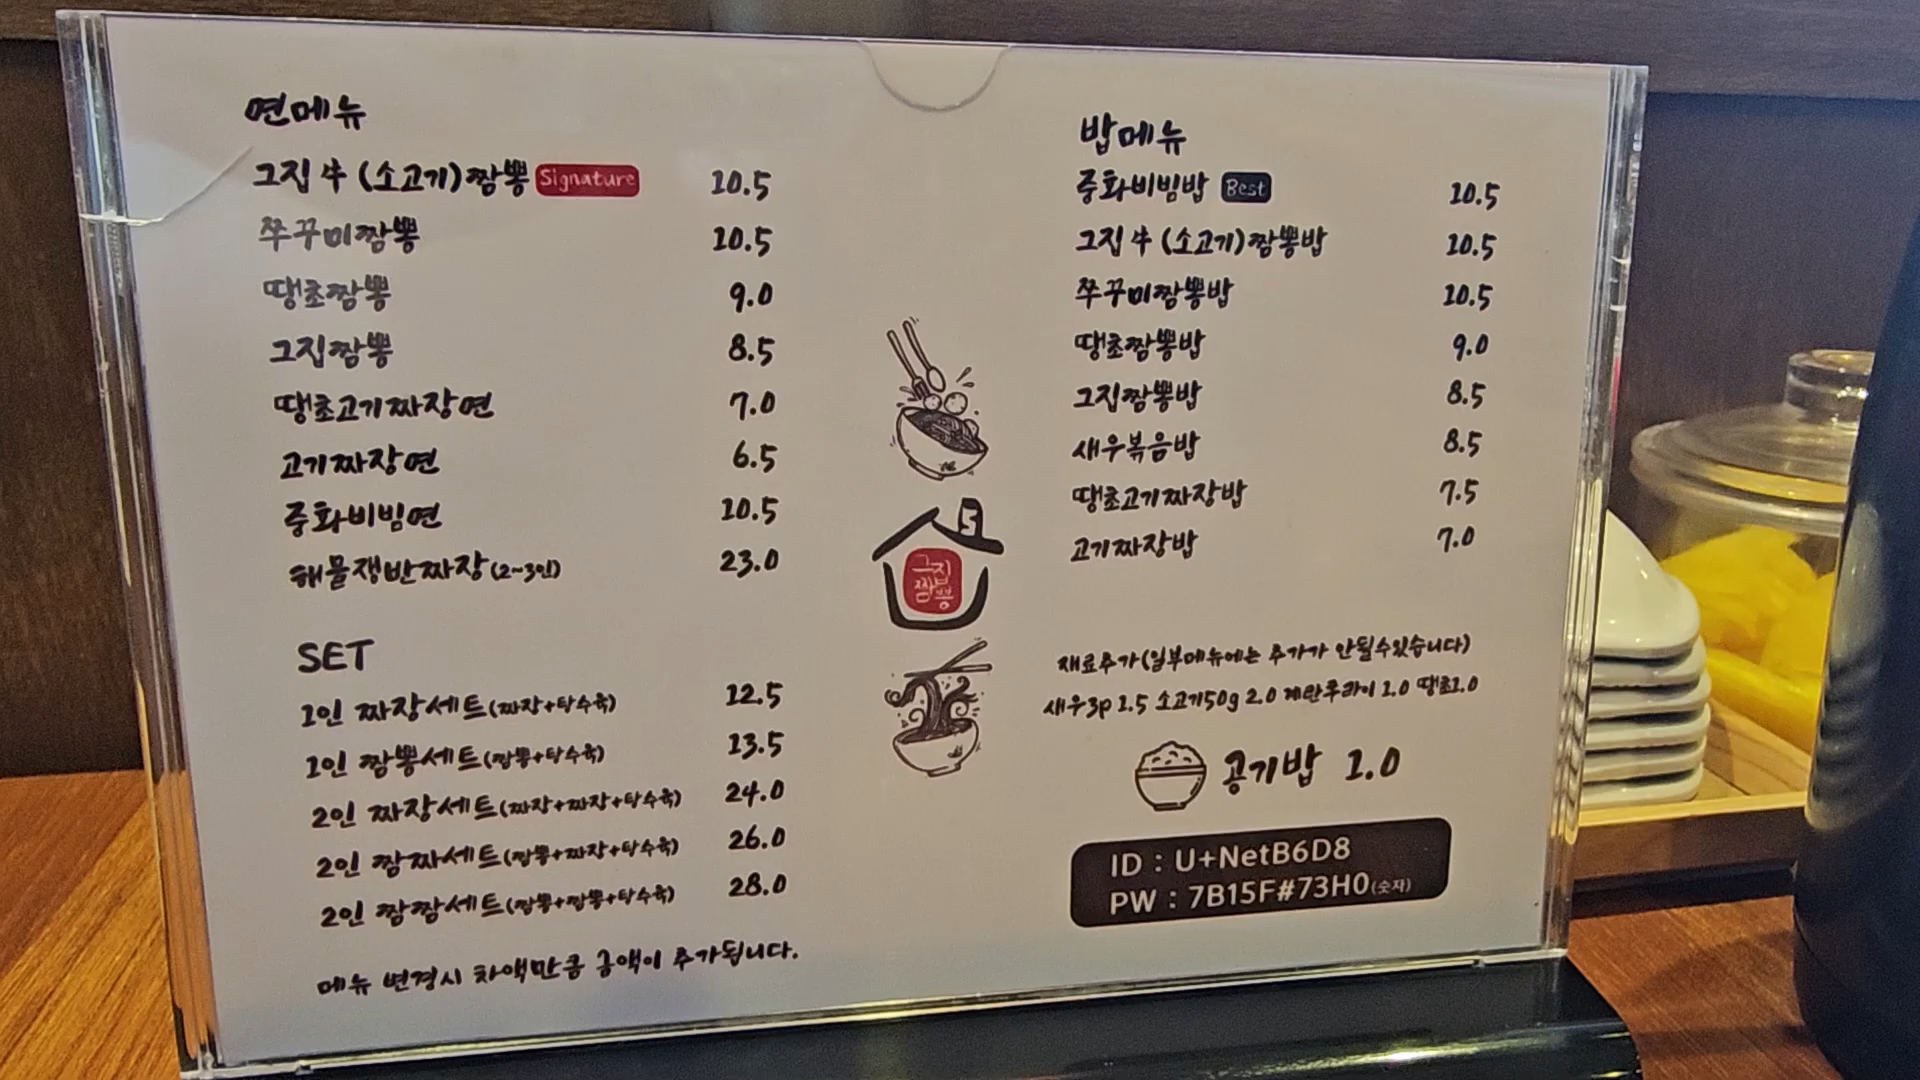 면메뉴
그집 牛 (소고기)짬뽕 Signature 10.5
쭈꾸미짬뽕 10.5
땡초짬뽕 9.0
그집짬뽕 8.5
땡초고기짜장면 7.0
고기짜장면 6.5
중화비빔면 10.5
해물쟁반짜장(2~3인) 23.0
SET
1인 짜장세트(짜장+탕수육) 12.5
1인 짬뽕세트(짬뽕+탕수육) 13.5
2인 짜장세트(짜장+짜장+탕수육) 24.0
2인 짬짜세트(짬뽕+짜장+탕수육) 26.0
2인 짬짬세트(짬뽕+짬뽕+탕수육) 28.0
메뉴 변경시 차액만큼 금액이 추가됩니다.
5
그집
짬뽕
밥메뉴
중화비빔밥 Best 10.5
그집 牛 (소고기)짬뽕밥 10.5
쭈꾸미짬뽕밥 10.5
땡초짬뽕밥 9.0
그집짬뽕밥 8.5
새우볶음밥 8.5
땡초고기짜장밥 7.5
고기짜장밥 7.0
재료추가(일부메뉴에는 추가가 안될수있습니다)
새우3p 1.5 소고기50g 2.0 계란후라이 1.0 땡초1.0
공기밥 1.0
ID : U+NetB6D8
PW : 7B15F#73H0(숫자)